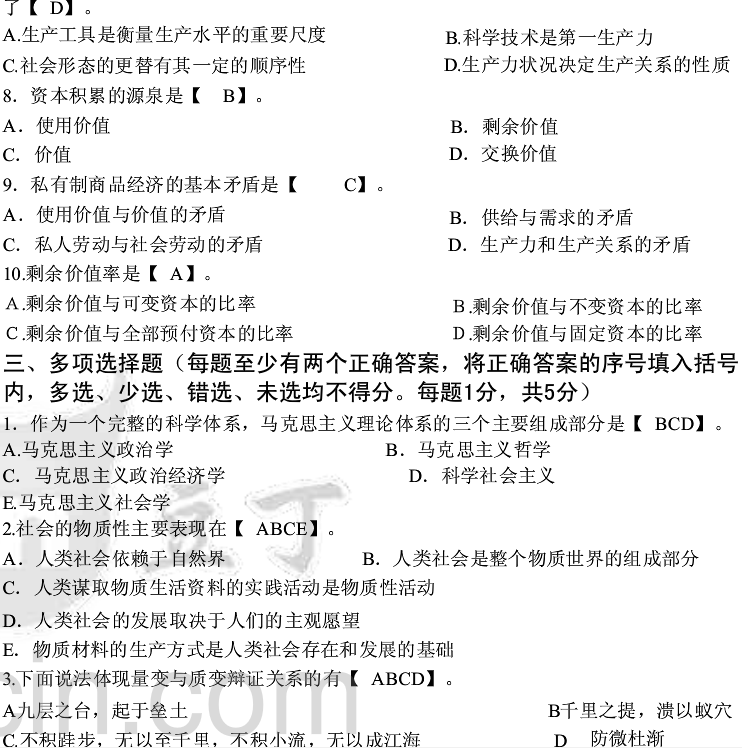 了【 D】。
A.生产工具是衡量生产水平的重要尺度 B.科学技术是第一生产力
C.社会形态的更替有其一定的顺序性 D.生产力状况决定生产关系的性质
8．资本积累的源泉是【 B】。
A．使用价值 B．剩余价值
C．价值 D．交换价值
9．私有制商品经济的基本矛盾是【 C】。
A．使用价值与价值的矛盾 B．供给与需求的矛盾
C．私人劳动与社会劳动的矛盾 D．生产力和生产关系的矛盾
10.剩余价值率是【 A】。
A.剩余价值与可变资本的比率 B.剩余价值与不变资本的比率
C.剩余价值与全部预付资本的比率 D.剩余价值与固定资本的比率
三、多项选择题（每题至少有两个正确答案，将正确答案的序号填入括号
内，多选、少选、错选、未选均不得分。每题1分，共5分）
1．作为一个完整的科学体系，马克思主义理论体系的三个主要组成部分是【 BCD】。
A.马克思主义政治学 B．马克思主义哲学
C．马克思主义政治经济学 D．科学社会主义
E.马克思主义社会学
2.社会的物质性主要表现在【 ABCE】。
A．人类社会依赖于自然界 B．人类社会是整个物质世界的组成部分
C．人类谋取物质生活资料的实践活动是物质性活动
D．人类社会的发展取决于人们的主观愿望
E．物质材料的生产方式是人类社会存在和发展的基础
3.下面说法体现量变与质变辩证关系的有【 ABCD】。
A九层之台，起于垒土 B千里之提，溃以蚁穴
C.不积跬步，无以至千里，不积小流，无以成江海 D 防微杜渐
豆丁
cin.com